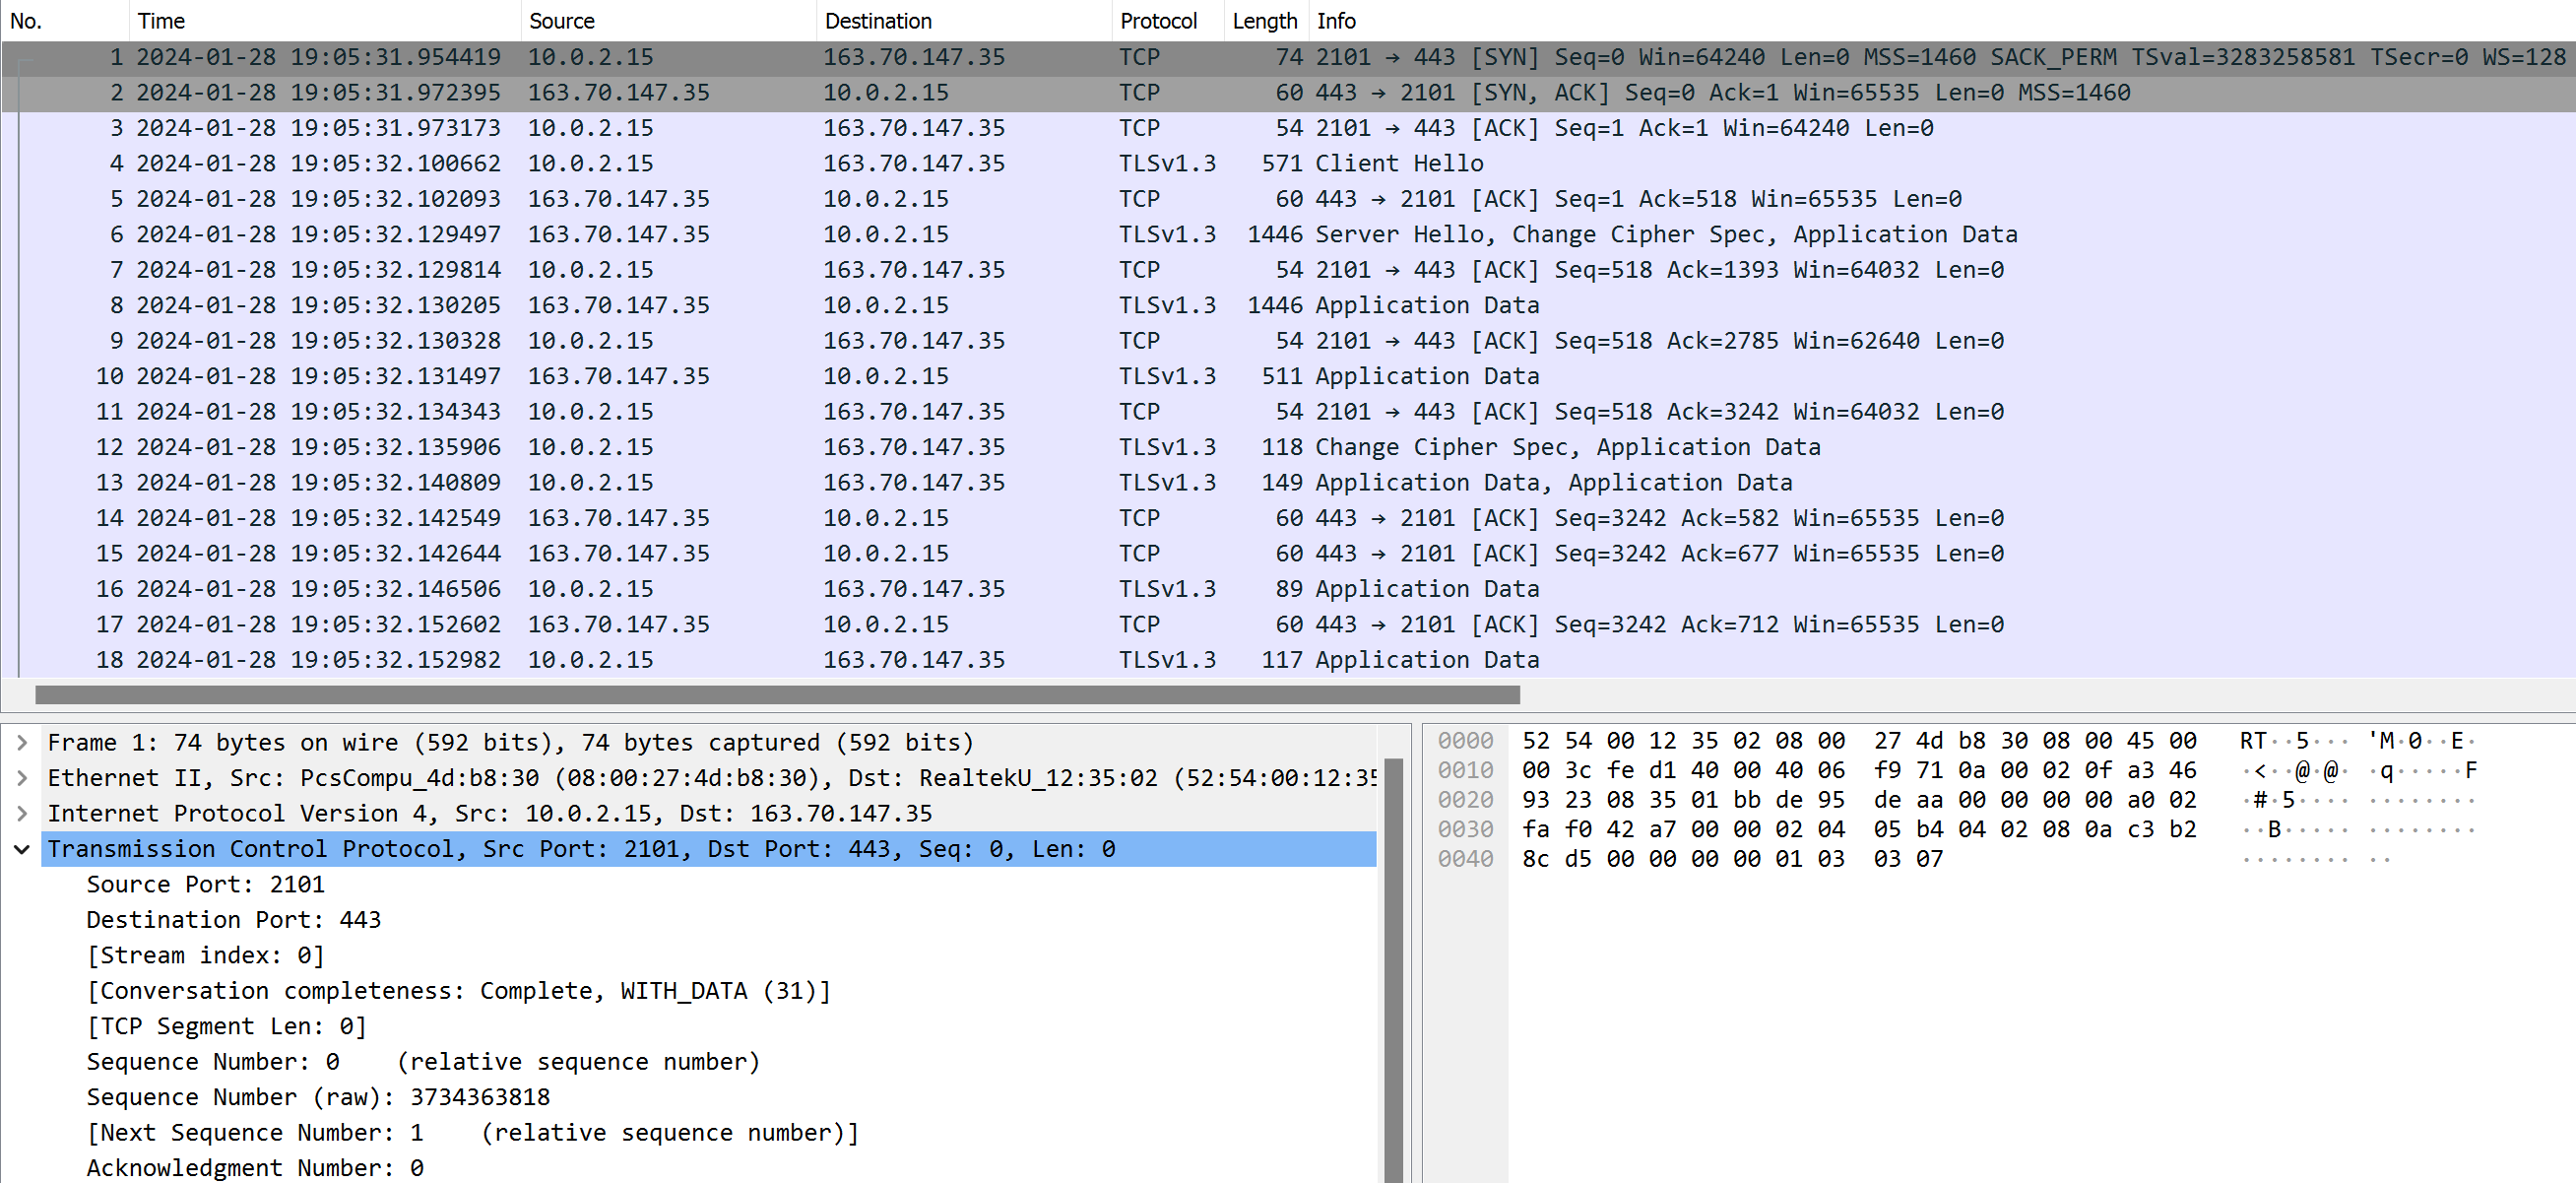 No. Time Source Destination Protocol Length Info
1 2024-01-28 19:05:31.954419 10.0.2.15 163.70.147.35 TCP 74 2101 → 443 [SYN] Seq=0 Win=64240 Len=0 MSS=1460 SACK_PERM TSval=3283258581 TSecr=0 WS=128
2 2024-01-28 19:05:31.972395 163.70.147.35 10.0.2.15 TCP 60 443 → 2101 [SYN, ACK] Seq=0 Ack=1 Win=65535 Len=0 MSS=1460
3 2024-01-28 19:05:31.973173 10.0.2.15 163.70.147.35 TCP 54 2101 → 443 [ACK] Seq=1 Ack=1 Win=64240 Len=0
4 2024-01-28 19:05:32.100662 10.0.2.15 163.70.147.35 TLSv1.3 571 Client Hello
5 2024-01-28 19:05:32.102093 163.70.147.35 10.0.2.15 TCP 60 443 → 2101 [ACK] Seq=1 Ack=518 Win=65535 Len=0
6 2024-01-28 19:05:32.129497 163.70.147.35 10.0.2.15 TLSv1.3 1446 Server Hello, Change Cipher Spec, Application Data
7 2024-01-28 19:05:32.129814 10.0.2.15 163.70.147.35 TCP 54 2101 → 443 [ACK] Seq=518 Ack=1393 Win=64032 Len=0
8 2024-01-28 19:05:32.130205 163.70.147.35 10.0.2.15 TLSv1.3 1446 Application Data
9 2024-01-28 19:05:32.130328 10.0.2.15 163.70.147.35 TCP 54 2101 → 443 [ACK] Seq=518 Ack=2785 Win=62640 Len=0
10 2024-01-28 19:05:32.131497 163.70.147.35 10.0.2.15 TLSv1.3 511 Application Data
11 2024-01-28 19:05:32.134343 10.0.2.15 163.70.147.35 TCP 54 2101 → 443 [ACK] Seq=518 Ack=3242 Win=64032 Len=0
12 2024-01-28 19:05:32.135906 10.0.2.15 163.70.147.35 TLSv1.3 118 Change Cipher Spec, Application Data
13 2024-01-28 19:05:32.140809 10.0.2.15 163.70.147.35 TLSv1.3 149 Application Data, Application Data
14 2024-01-28 19:05:32.142549 163.70.147.35 10.0.2.15 TCP 60 443 → 2101 [ACK] Seq=3242 Ack=582 Win=65535 Len=0
15 2024-01-28 19:05:32.142644 163.70.147.35 10.0.2.15 TCP 60 443 → 2101 [ACK] Seq=3242 Ack=677 Win=65535 Len=0
16 2024-01-28 19:05:32.146506 10.0.2.15 163.70.147.35 TLSv1.3 89 Application Data
17 2024-01-28 19:05:32.152602 163.70.147.35 10.0.2.15 TCP 60 443 → 2101 [ACK] Seq=3242 Ack=712 Win=65535 Len=0
18 2024-01-28 19:05:32.152982 10.0.2.15 163.70.147.35 TLSv1.3 117 Application Data
Frame 1: 74 bytes on wire (592 bits), 74 bytes captured (592 bits)
Ethernet II, Src: PcsCompu_4d:b8:30 (08:00:27:4d:b8:30), Dst: RealtekU_12:35:02 (52:54:00:12:35
Internet Protocol Version 4, Src: 10.0.2.15, Dst: 163.70.147.35
Transmission Control Protocol, Src Port: 2101, Dst Port: 443, Seq: 0, Len: 0
Source Port: 2101
Destination Port: 443
[Stream index: 0]
[Conversation completeness: Complete, WITH_DATA (31)]
[TCP Segment Len: 0]
Sequence Number: 0 (relative sequence number)
Sequence Number (raw): 3734363818
[Next Sequence Number: 1 (relative sequence number)]
Acknowledgment Number: 0
0000 52 54 00 12 35 02 08 00 27 4d b8 30 08 00 45 00 RT··5··· 'M·0··E·
0010 00 3c fe d1 40 00 40 06 f9 71 0a 00 02 0f a3 46 ·<··@·@· ·q·····F
0020 93 23 08 35 01 bb de 95 de aa 00 00 00 00 a0 02 ·#·5···· ········
0030 fa f0 42 a7 00 00 02 04 05 b4 04 02 08 0a c3 b2 ··B····· ········
0040 8c d5 00 00 00 00 01 03 03 07 ········ ··